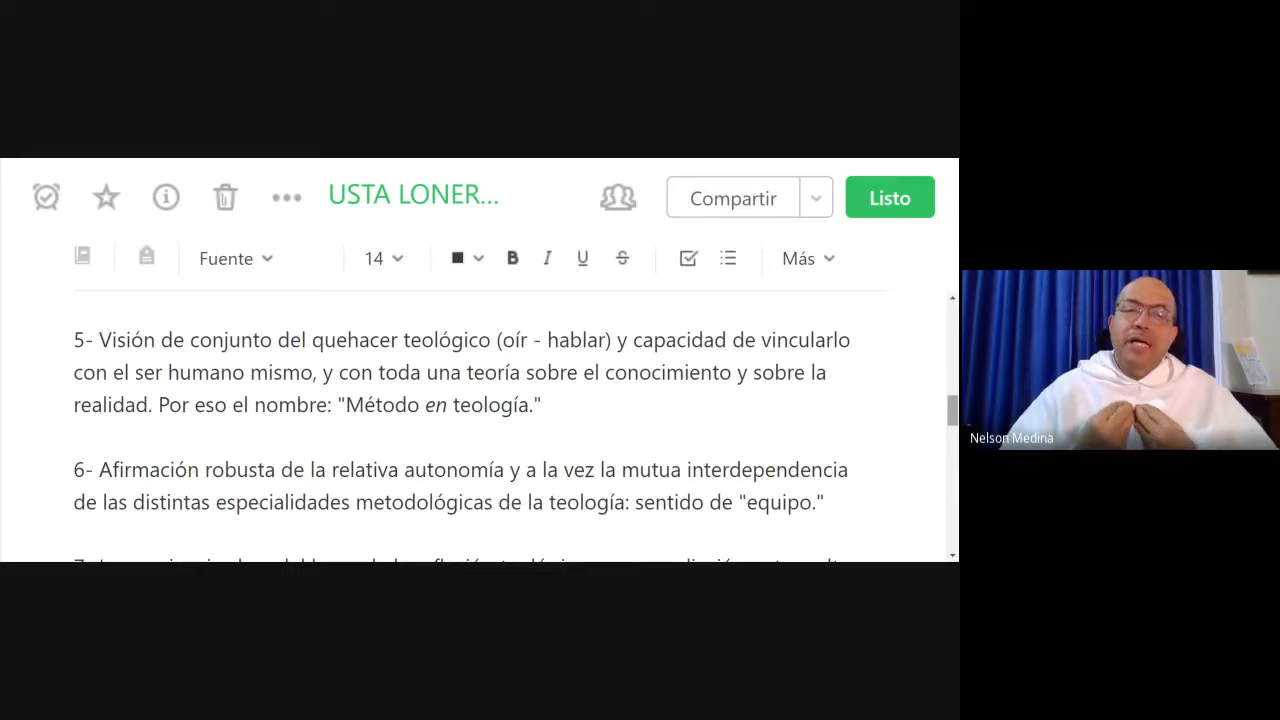 USTA LONER...
Compartir
Listo
Fuente
14
B I U S
Más
5- Visión de conjunto del quehacer teológico (oír - hablar) y capacidad de vincularlo
con el ser humano mismo, y con toda una teoría sobre el conocimiento y sobre la
realidad. Por eso el nombre: "Método en teología."
6- Afirmación robusta de la relativa autonomía y a la vez la mutua interdependencia
de las distintas especialidades metodológicas de la teología: sentido de "equipo."
Nelson Medina